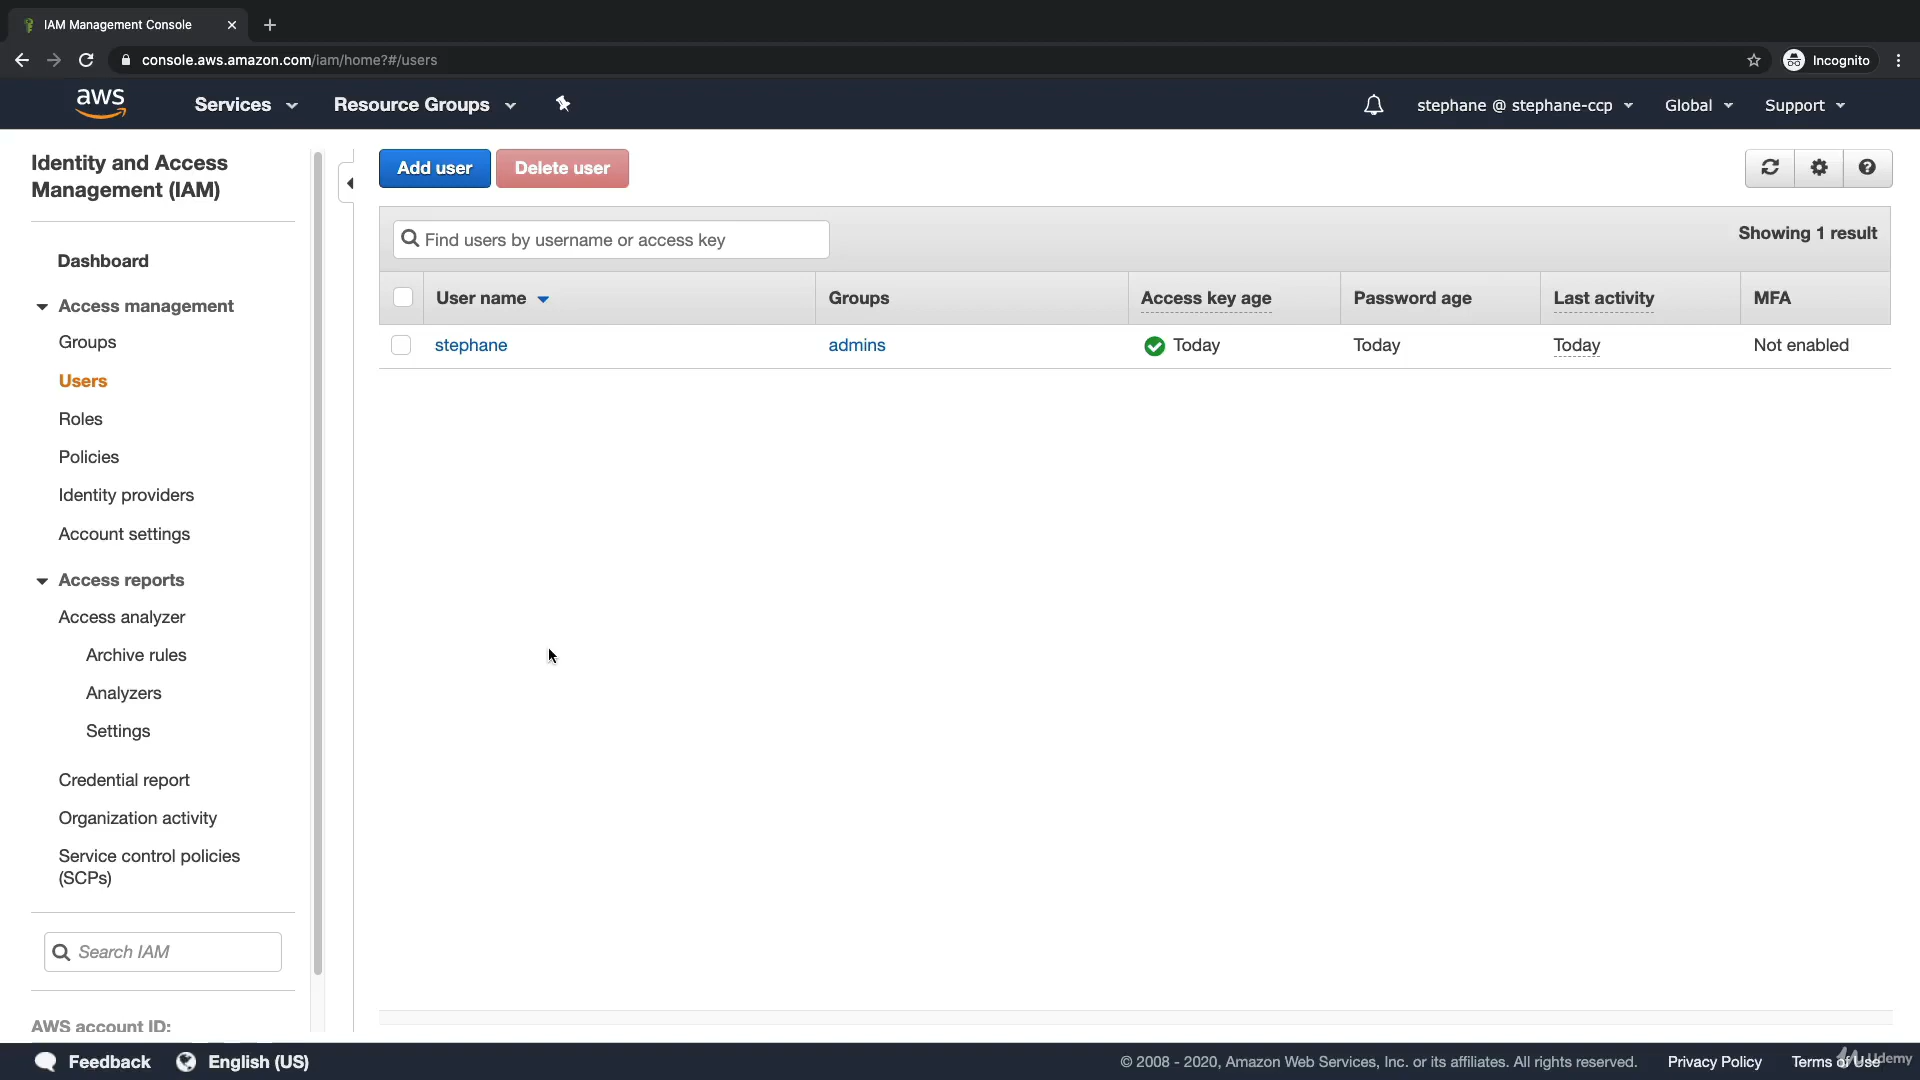 IAM Management Console
console.aws.amazon.com/iam/home?#/users
Incognito
aws
Services
Resource Groups
stephane @ stephane-ccp
Global
Support
Identity and Access
Management (IAM)
Dashboard
Access management
Groups
Users
Roles
Policies
Identity providers
Account settings
Access reports
Access analyzer
Archive rules
Analyzers
Settings
Credential report
Organization activity
Service control policies
(SCPs)
Search IAM
AWS account ID:
Add user
Delete user
Find users by username or access key
Showing 1 result
User name
Groups
Access key age
Password age
Last activity
MFA
stephane
admins
Today
Today
Today
Not enabled
Feedback
English (US)
© 2008 - 2020, Amazon Web Services, Inc. or its affiliates. All rights reserved.
Privacy Policy
Terms of Use
Udemy